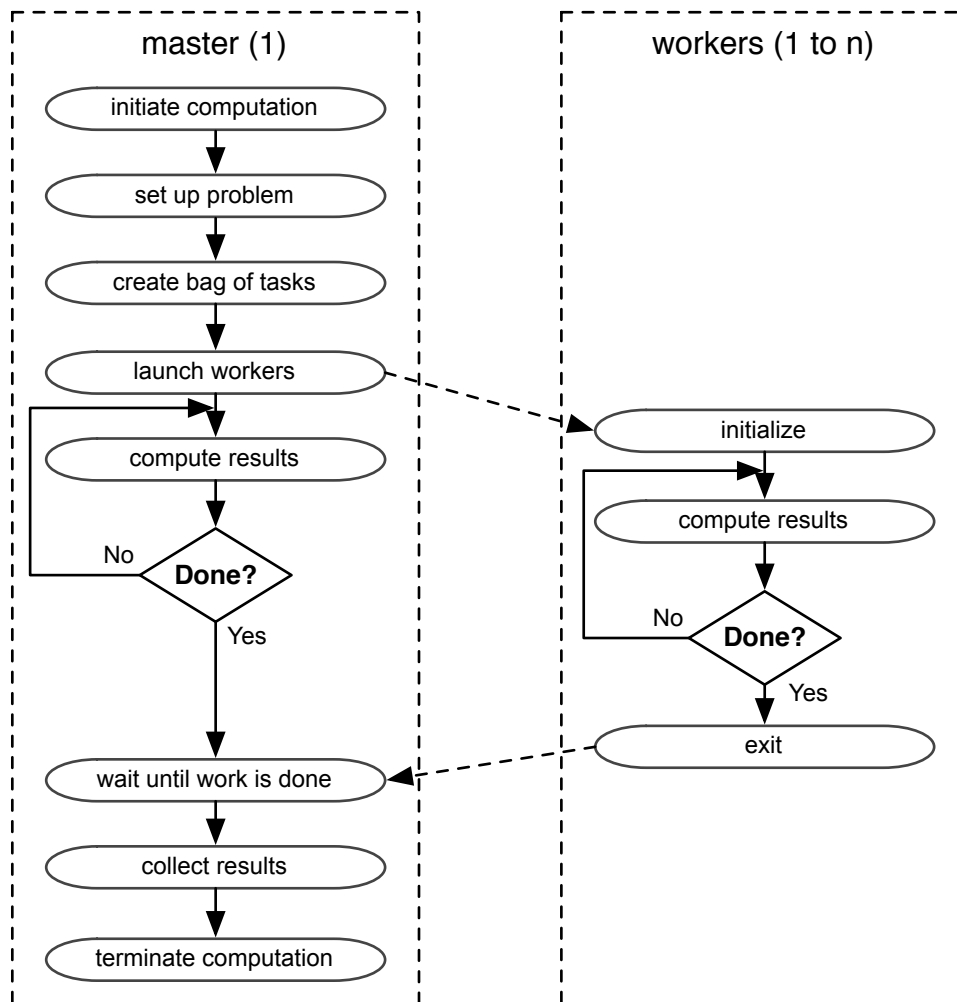 master (1)
initiate computation
set up problem
create bag of tasks
launch workers
compute results
No
Done?
Yes
wait until work is done
collect results
terminate computation
workers (1 to n)
initialize
compute results
No
Done?
Yes
exit